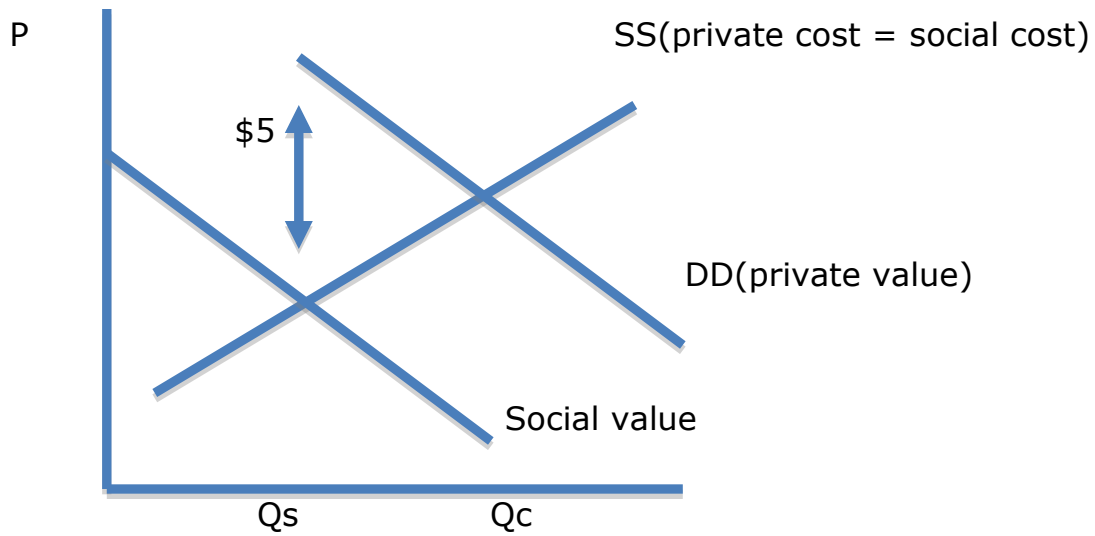 P
SS(private cost = social cost)
$5
DD(private value)
Social value
Qs
Qc